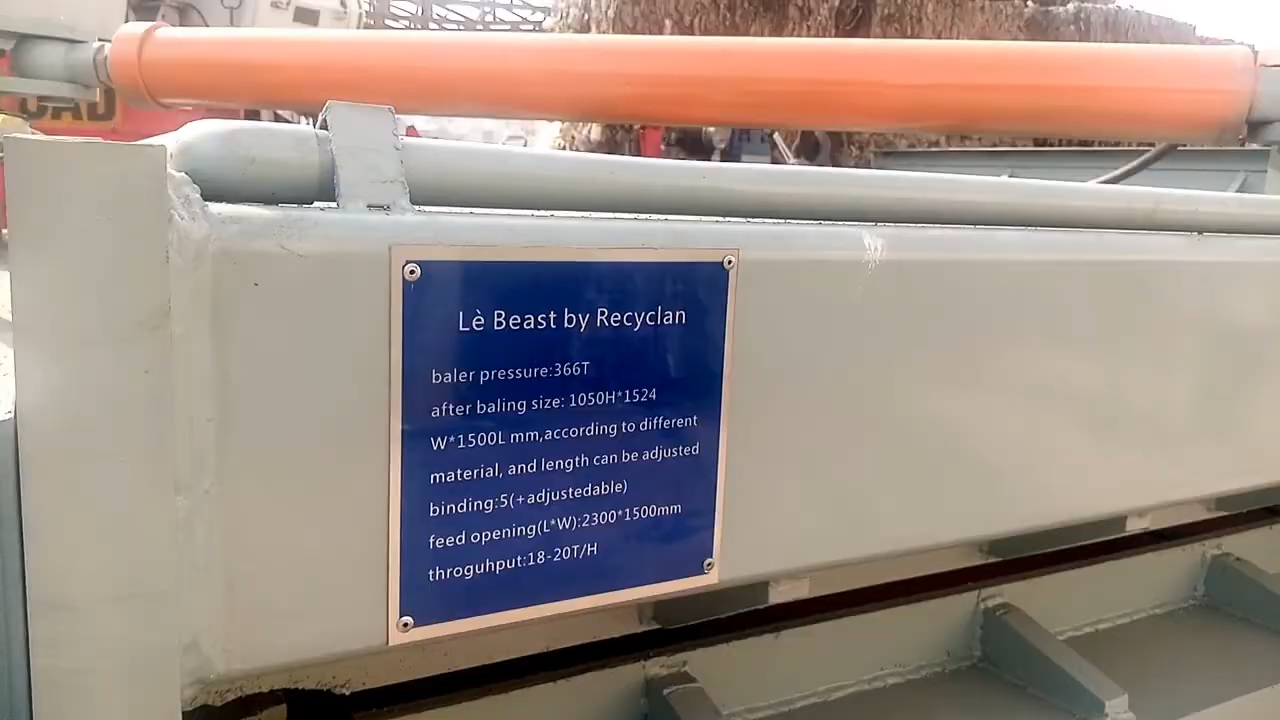 CAD
Lè Beast by Recyclan
baler pressure:366T
after baling size: 1050H*1524
W*1500L mm,according to different
material, and length can be adjusted
binding:5(+adjustedable)
feed opening(L*W):2300*1500mm
throguhput:18-20T/H